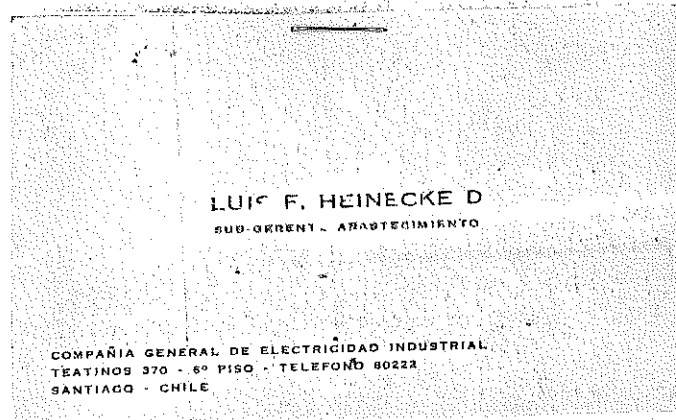 LUIS F. HEINECKE D
SUB-GERENTE ABASTECIMIENTO
COMPAÑIA GENERAL DE ELECTRICIDAD INDUSTRIAL
TEATINOS 370 - 6º PISO - TELEFONO 80222
SANTIAGO - CHILE